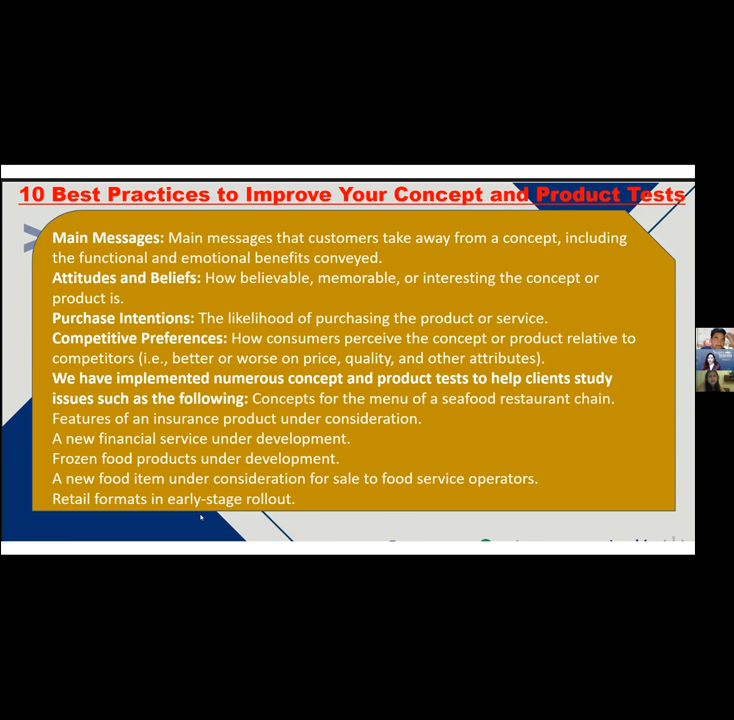 10 Best Practices to Improve Your Concept and Product Tests
Main Messages: Main messages that customers take away from a concept, including
the functional and emotional benefits conveyed.
Attitudes and Beliefs: How believable, memorable, or interesting the concept or
product is.
Purchase Intentions: The likelihood of purchasing the product or service.
Competitive Preferences: How consumers perceive the concept or product relative to
competitors (i.e., better or worse on price, quality, and other attributes).
We have implemented numerous concept and product tests to help clients study
issues such as the following: Concepts for the menu of a seafood restaurant chain.
Features of an insurance product under consideration.
A new financial service under development.
Frozen food products under development.
A new food item under consideration for sale to food service operators.
Retail formats in early-stage rollout.